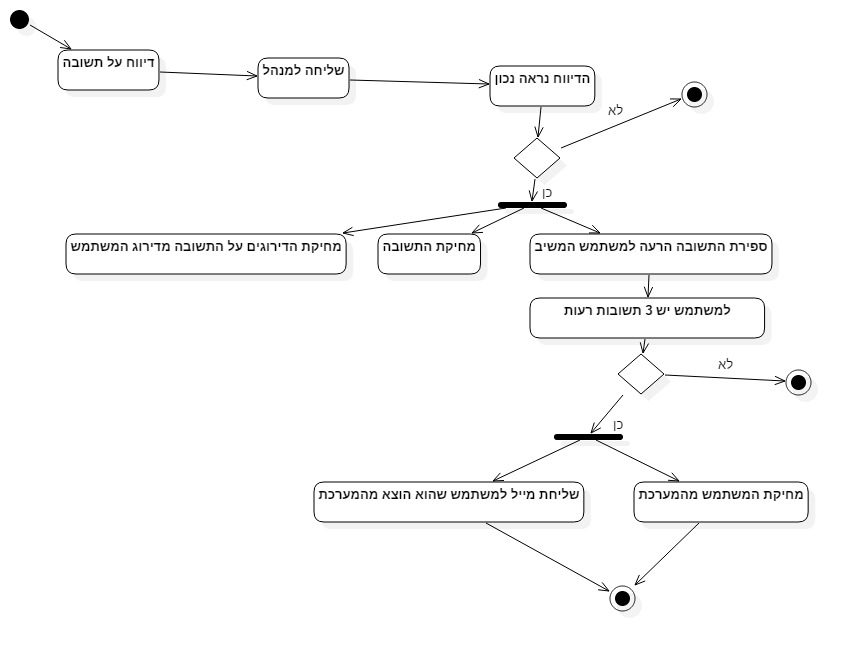 דיווח על תשובה
שליחה למנהל
הדיווח נראה נכון
לא
כן
מחיקת הדירוגים על התשובה מדירוג המשתמש
מחיקת התשובה
ספירת התשובה הרעה למשתמש המשיב
למשתמש יש 3 תשובות רעות
לא
כן
שליחת מייל למשתמש שהוא הוצא מהמערכת
מחיקת המשתמש מהמערכת